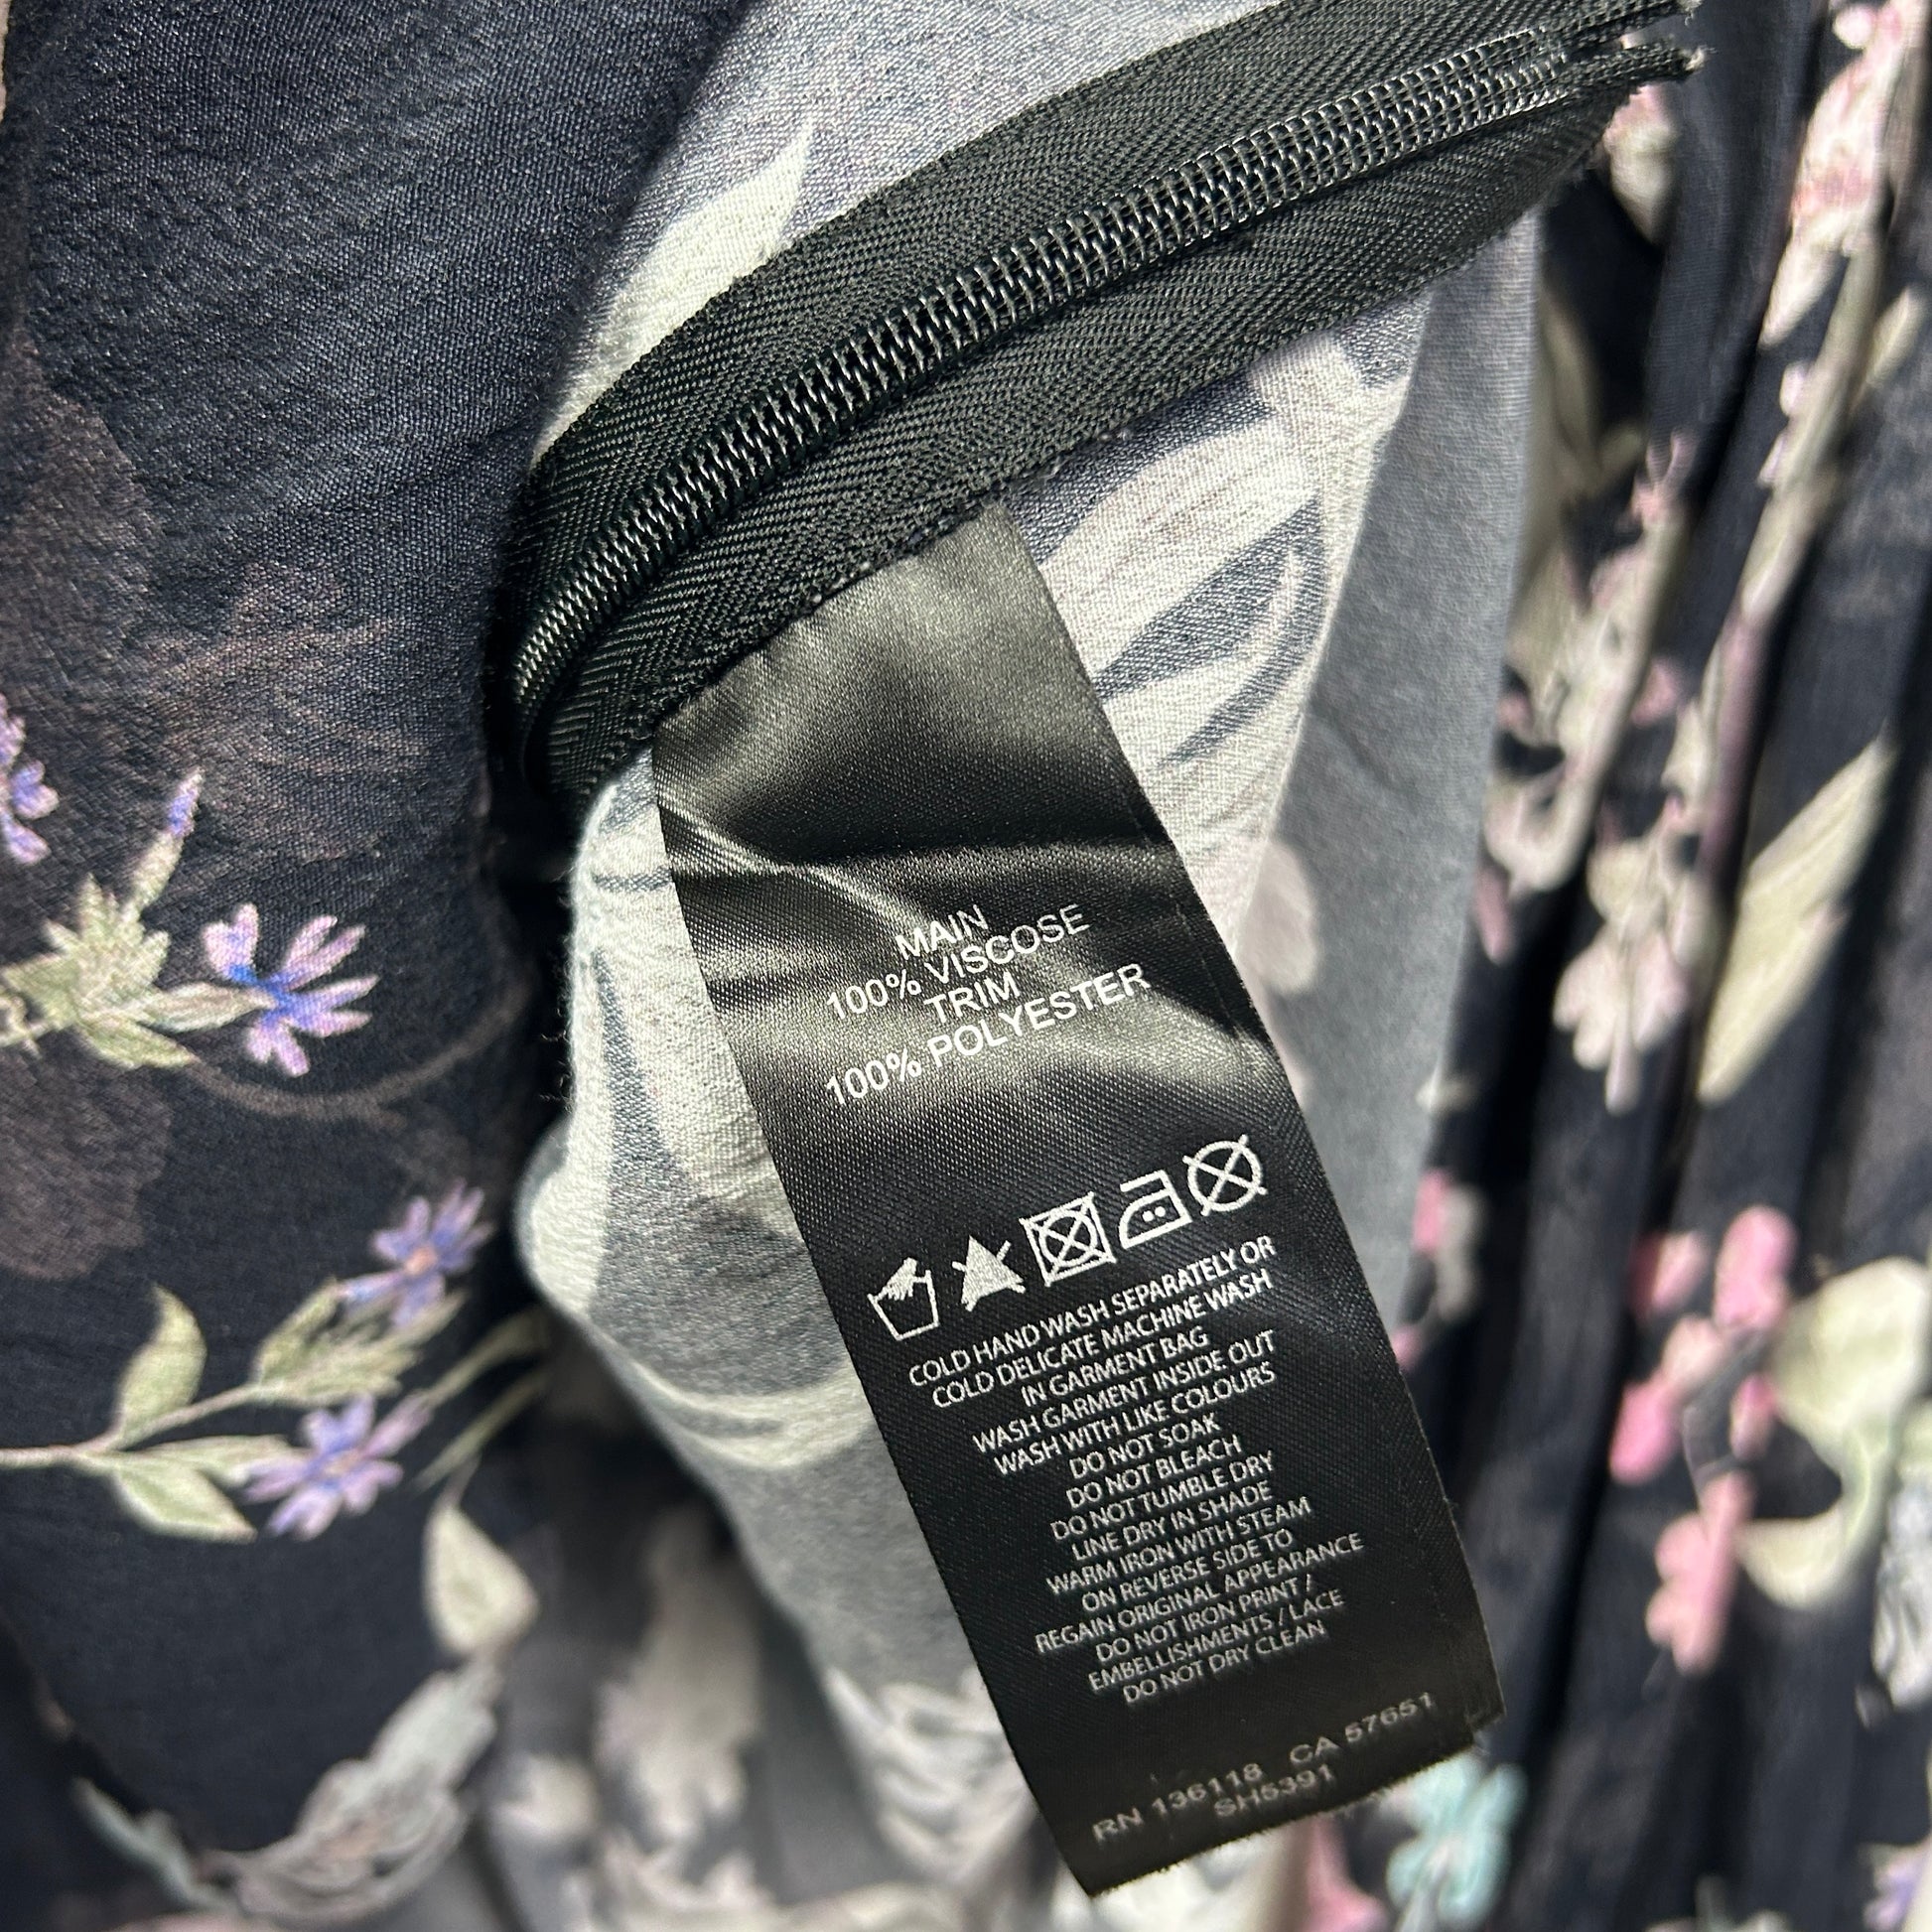 MAIN
100% VISCOSE
TRIM
100% POLYESTER
COLD HAND WASH SEPARATELY OR
COLD DELICATE MACHINE WASH
IN GARMENT BAG
WASH GARMENT INSIDE OUT
WASH WITH LIKE COLOURS
DO NOT SOAK
DO NOT BLEACH
DO NOT TUMBLE DRY
LINE DRY IN SHADE
WARM IRON WITH STEAM
ON REVERSE SIDE TO
REGAIN ORIGINAL APPEARANCE
DO NOT IRON PRINT /
EMBELLISHMENTS / LACE
DO NOT DRY CLEAN
RN 136118 CA 57651
SH5391